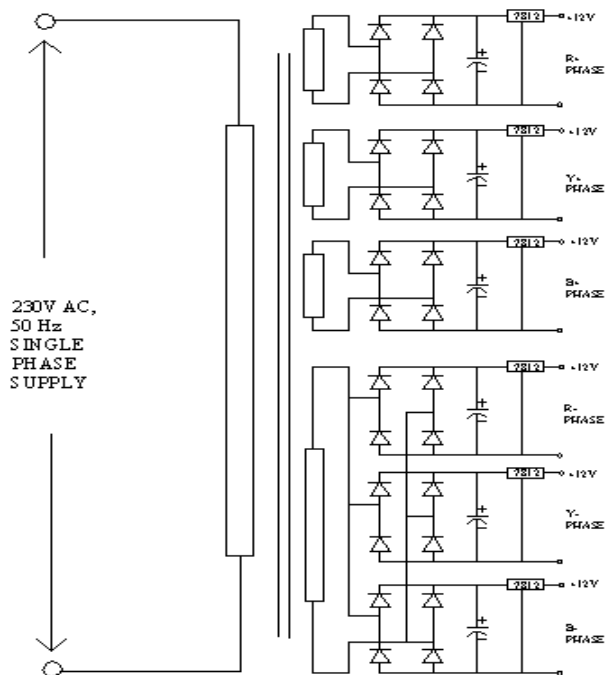 7812
+12V
R+
PHASE
7812
+12V
Y+
PHASE
7812
+12V
B+
PHASE
230V AC,
50 Hz
SINGLE
PHASE
SUPPLY
7812
+12V
R-
PHASE
7812
+12V
Y-
PHASE
7812
+12V
B-
PHASE
+
+
+
+
+
+